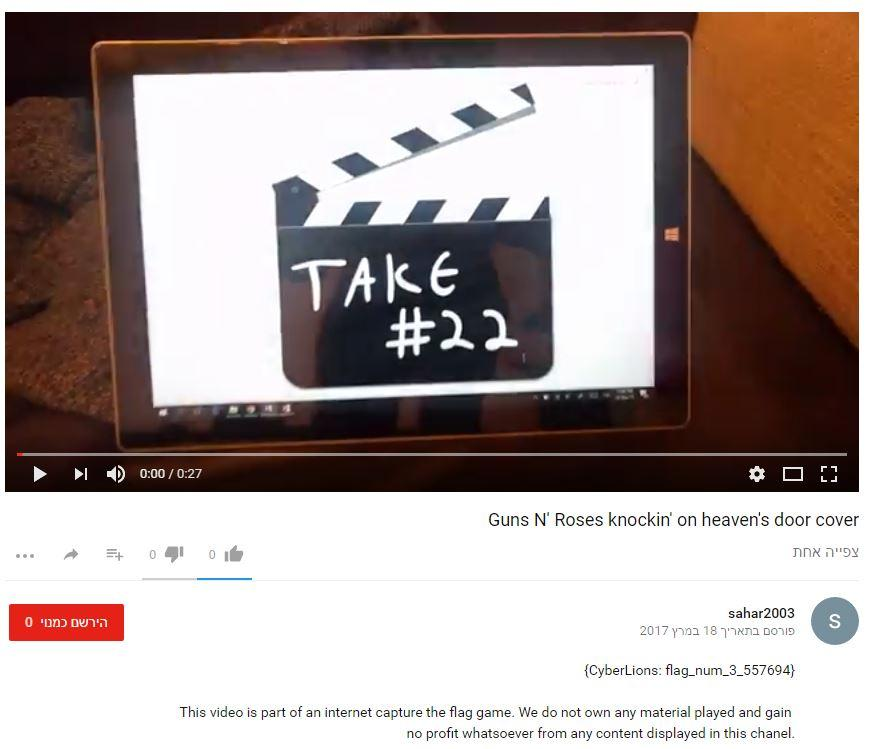 TAKE
#22
0:00 / 0:27
Guns N' Roses knockin' on heaven's door cover
צפייה אחת
0
0
sahar2003
S
פורסם בתאריך 18 במרץ 2017
הירשם כמנוי 0
{CyberLions: flag_num_3_557694}
This video is part of an internet capture the flag game. We do not own any material played and gain
no profit whatsoever from any content displayed in this chanel.